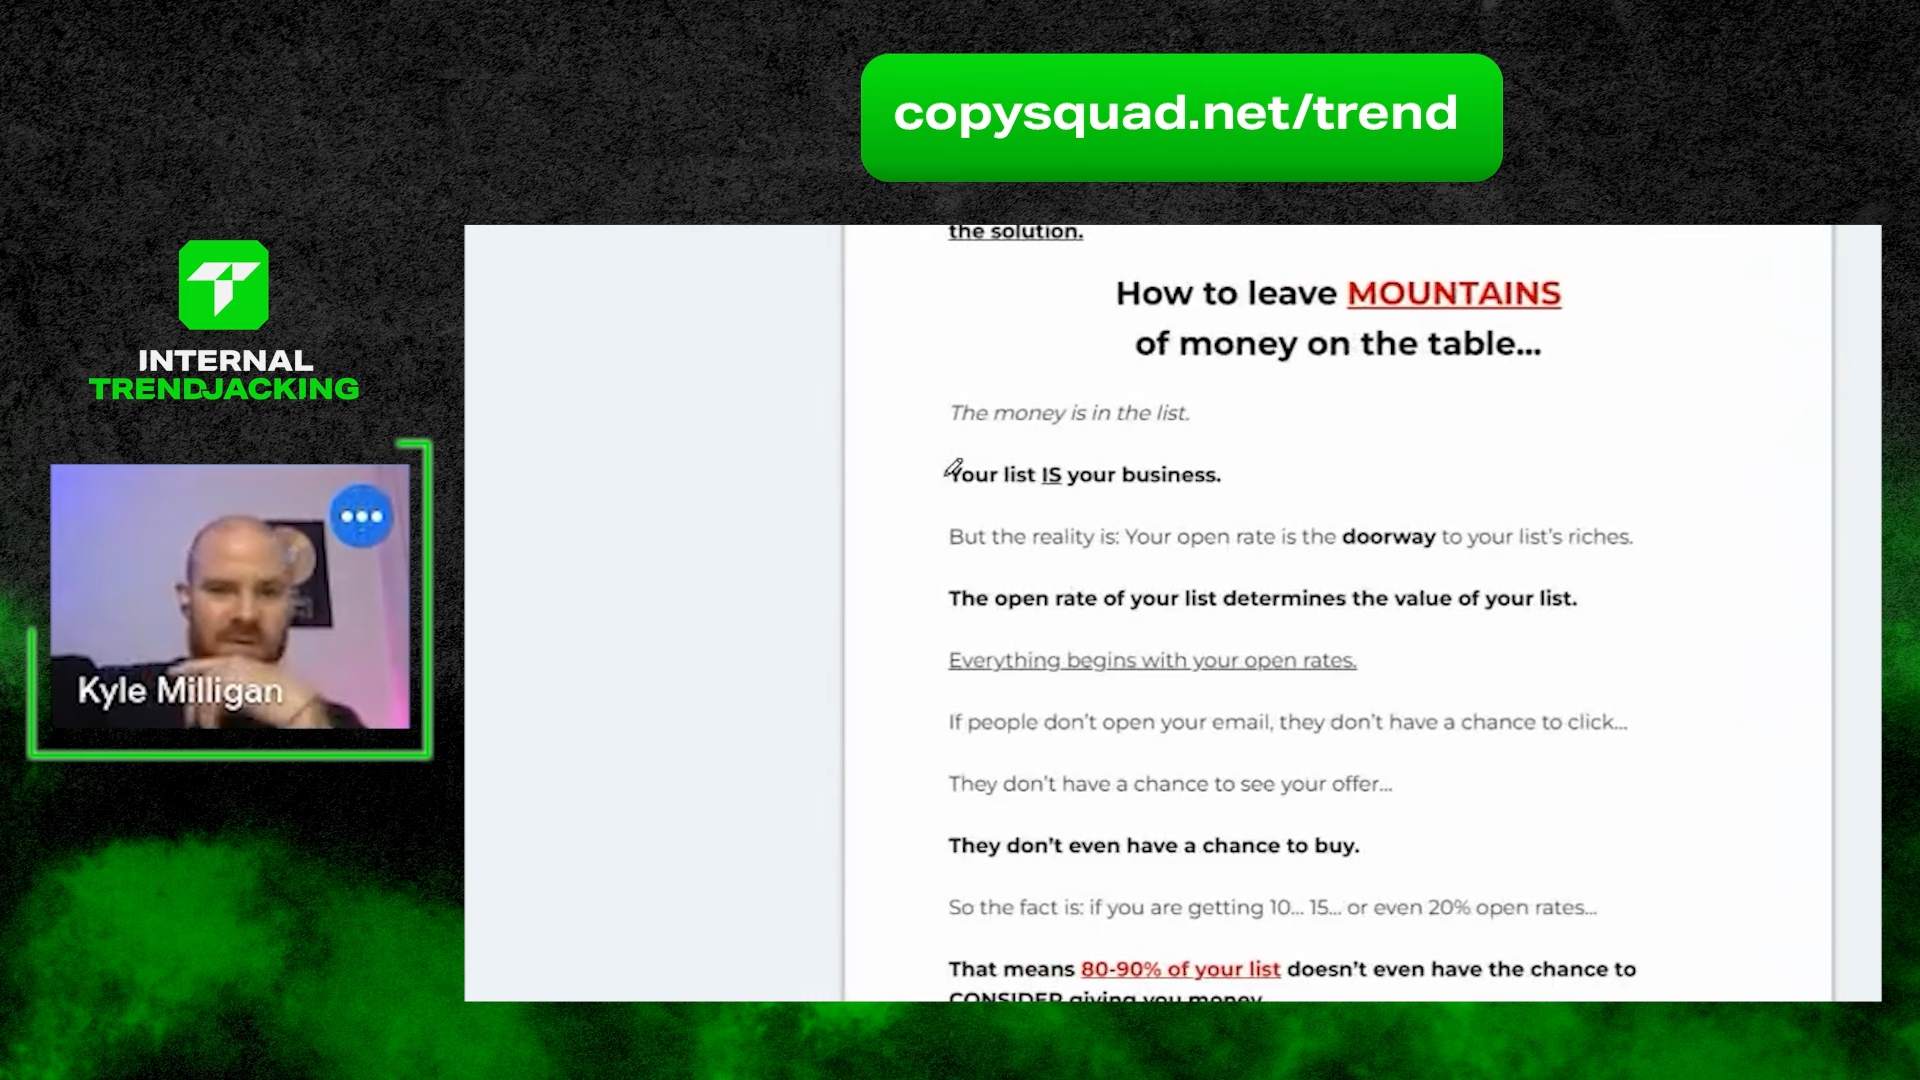 copysquad.net/trend
INTERNAL
TRENDJACKING
Kyle Milligan
the solution.
How to leave MOUNTAINS
of money on the table...
The money is in the list.
Your list IS your business.
But the reality is: Your open rate is the doorway to your list's riches.
The open rate of your list determines the value of your list.
Everything begins with your open rates.
If people don't open your email, they don't have a chance to click...
They don't have a chance to see your offer...
They don't even have a chance to buy.
So the fact is: if you are getting 10... 15... or even 20% open rates...
That means 80-90% of your list doesn't even have the chance to
CONSIDER giving you money